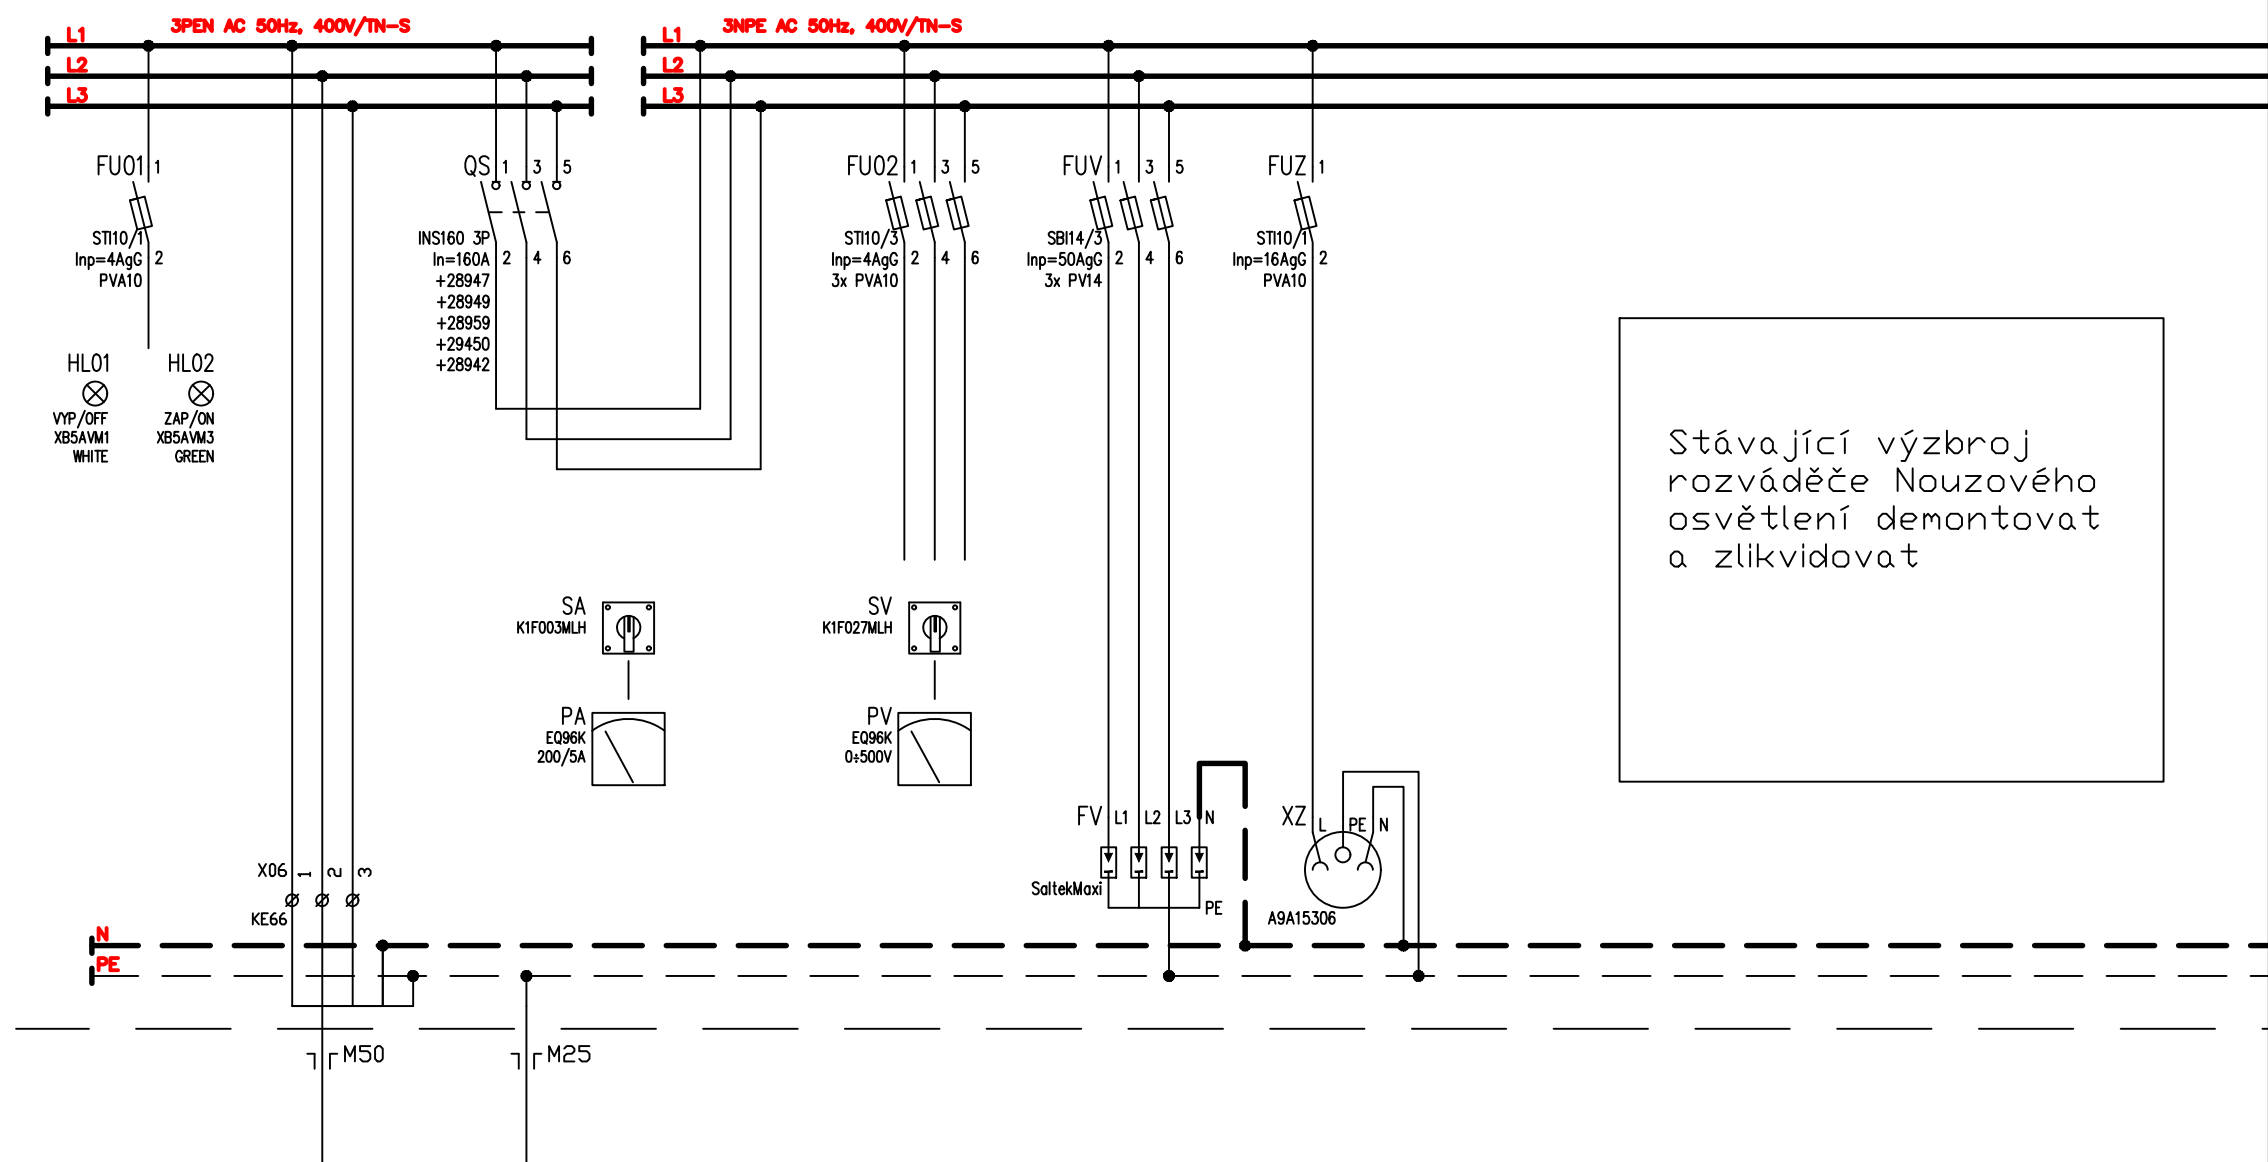 3PEN AC 50Hz, 400V/TN-S
L1
L2
L3
3NPE AC 50Hz, 400V/TN-S
L1
L2
L3
FU01 1
STI10/1
Inp=4AgG 2
PVA10
HL01
VYP/OFF
XB5AVM1
WHITE
HL02
ZAP/ON
XB5AVM3
GREEN
QS 1 3 5
INS160 3P
In=160A 2 4 6
+28947
+28949
+28959
+29450
+28942
FU02 1 3 5
STI10/3
Inp=4AgG 2 4 6
3x PVA10
FUV 1 3 5
SBI14/3
Inp=50AgG 2 4 6
3x PV14
FUZ 1
STI10/1
Inp=16AgG 2
PVA10
Stávající výzbroj
rozváděče Nouzového
osvětlení demontovat
a zlikvidovat
SA
K1F003MLH
PA
EQ96K
200/5A
SV
K1F027MLH
PV
EQ96K
0÷500V
FV L1 L2 L3 N
SaltekMaxi
PE
XZ L PE N
A9A15306
X06 1 2 3
KE66
N
PE
M50
M25